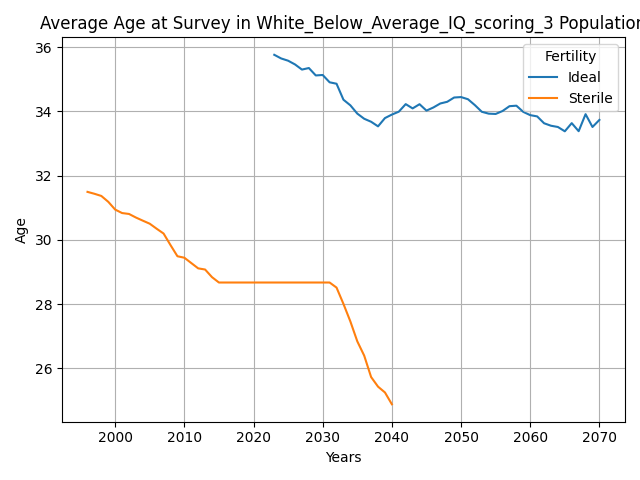 Average Age at Survey in White_Below_Average_IQ_scoring_3 Population
Fertility
Ideal
Sterile
Age
36
34
32
30
28
26
2000 2010 2020 2030 2040 2050 2060 2070
Years